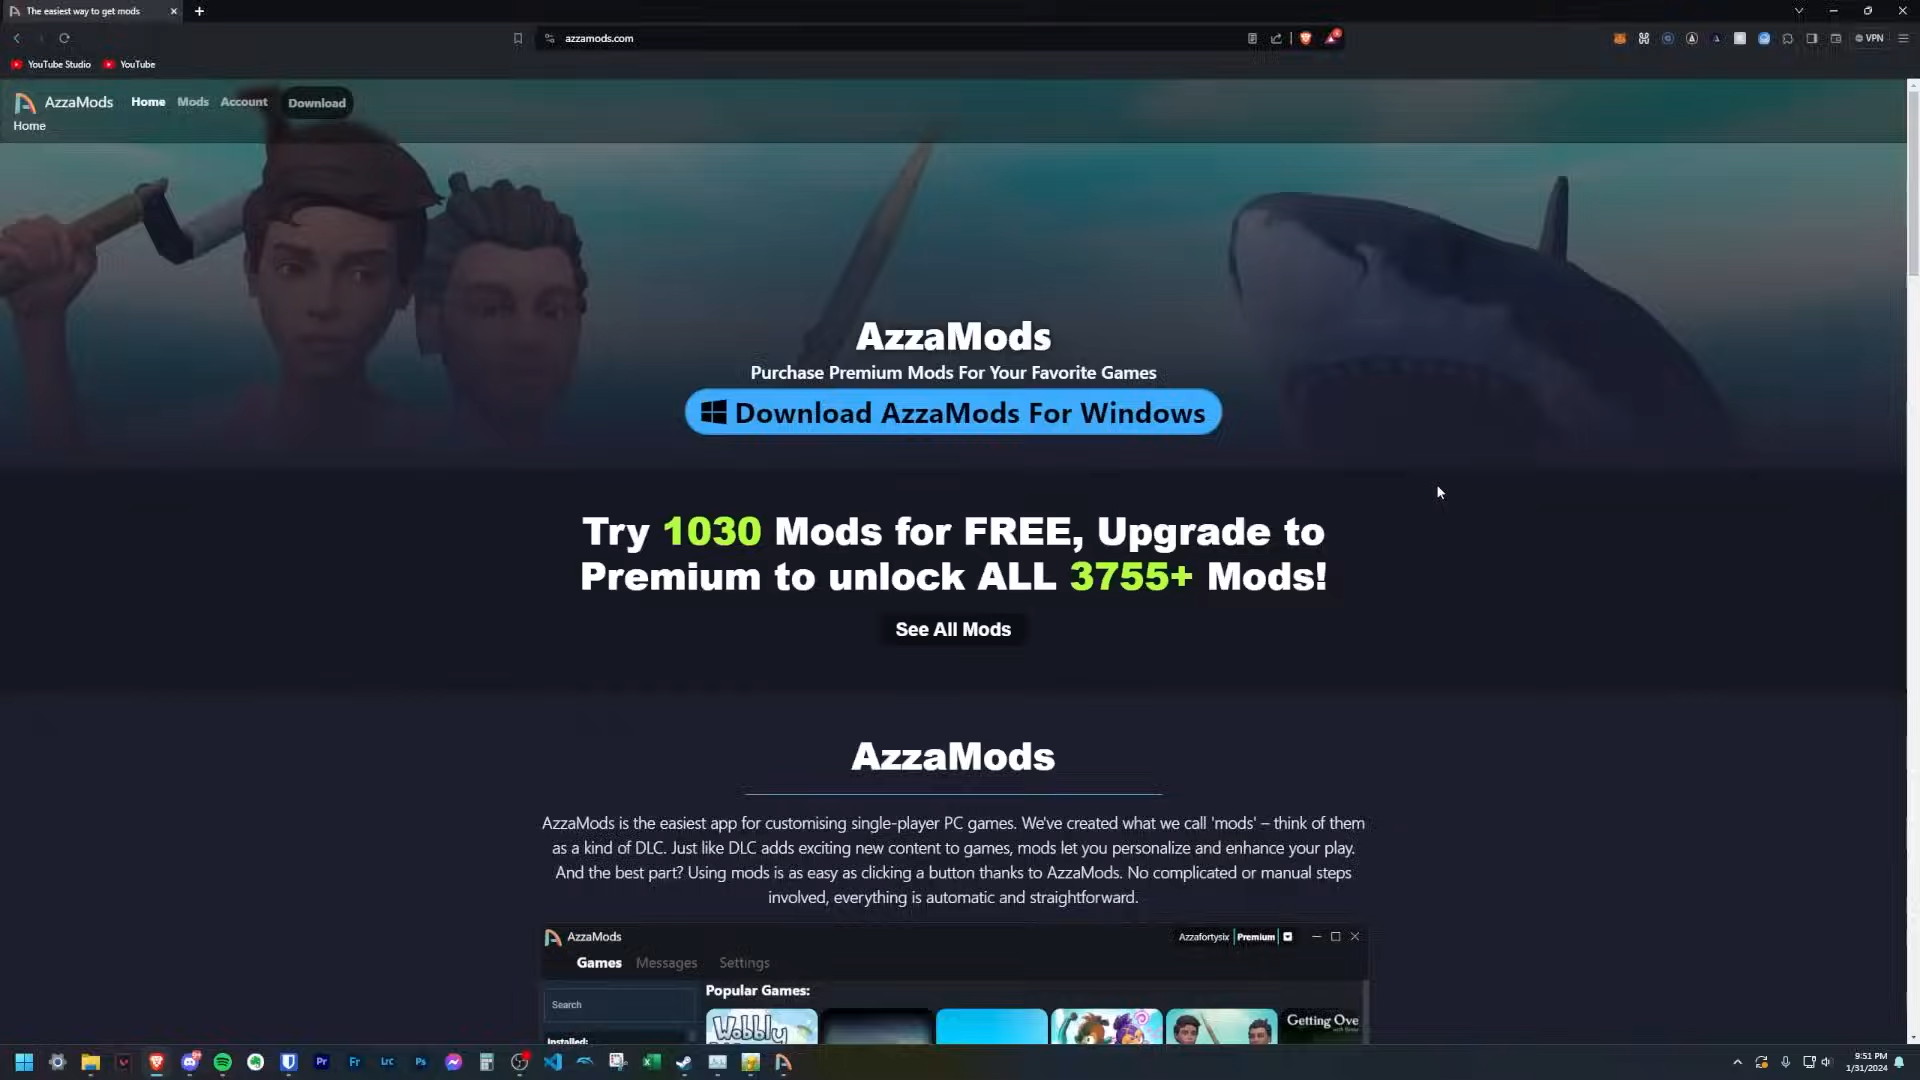 The easiest way to get mods
azzamods.com
VPN
YouTube Studio
YouTube
AzzaMods
Home
Mods
Account
Download
Home
AzzaMods
Purchase Premium Mods For Your Favorite Games
Download AzzaMods For Windows
Try 1030 Mods for FREE, Upgrade to
Premium to unlock ALL 3755+ Mods!
See All Mods
AzzaMods
AzzaMods is the easiest app for customising single-player PC games. We've created what we call 'mods' – think of them
as a kind of DLC. Just like DLC adds exciting new content to games, mods let you personalize and enhance your play.
And the best part? Using mods is as easy as clicking a button thanks to AzzaMods. No complicated or manual steps
involved, everything is automatic and straightforward.
AzzaMods
Azzafortysix
Premium
Games
Messages
Settings
Search
Popular Games:
Installed:
Wobbly
Getting Ove
Pr
Fr
Lrc
Ps
9:51 PM
1/31/2024